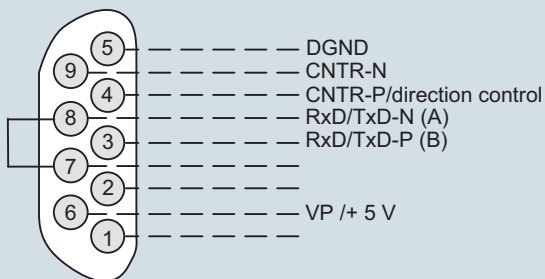 5 DGND
9 CNTR-N
4 CNTR-P/direction control
8 RxD/TxD-N (A)
3 RxD/TxD-P (B)
7
2
6 VP /+ 5 V
1